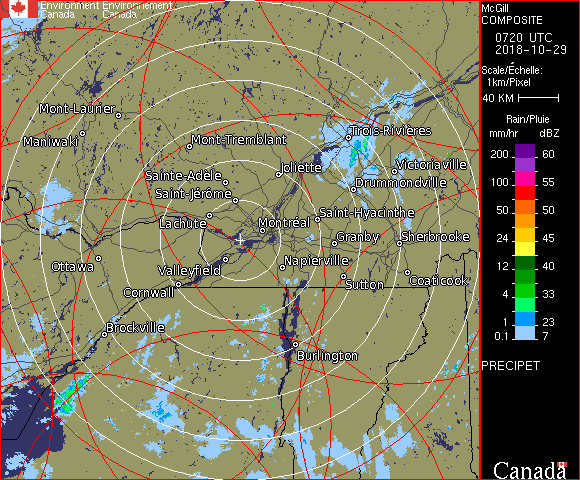 Environment Environnement
Canada Canada
McGill
COMPOSITE
0720 UTC
2018-10-29
Scale/Échelle:
1km/Pixel
40 KM
Rain/Pluie
mm/hr dBZ
200 60
100 55
50 50
24 45
12 40
4 33
1 23
0.1 7
PRECIPET
Canada
Mont-Laurier
Maniwaki
Mont-Tremblant
Trois-Rivières
Sainte-Adèle
Joliette
Victoriaville
Saint-Jérôme
Drummondville
Lachute
Montréal
Saint-Hyacinthe
Granby
Sherbrooke
Ottawa
Valleyfield
Napierville
Cornwall
Sutton
Coaticook
Brockville
Burlington